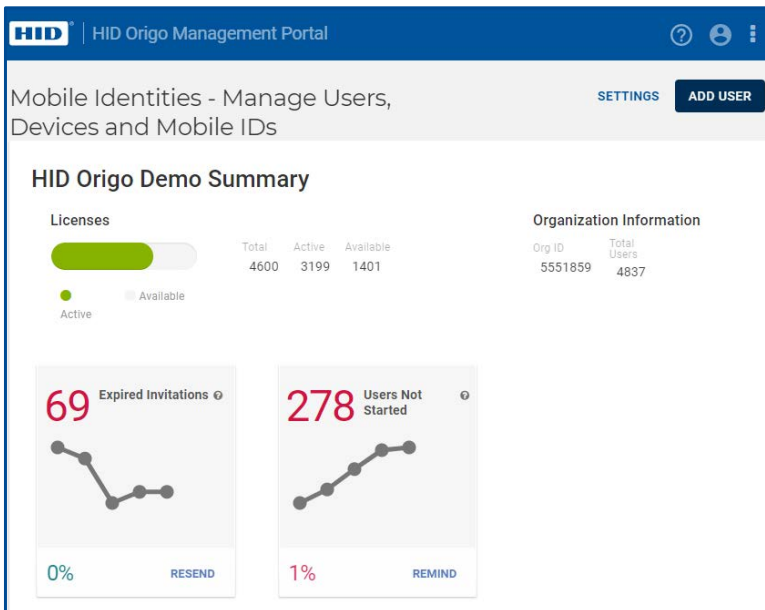 HID | HID Origo Management Portal
Mobile Identities - Manage Users,
Devices and Mobile IDs
SETTINGS
ADD USER
HID Origo Demo Summary
Licenses
Total Active Available
4600 3199 1401
Active
Available
Organization Information
Org ID
Total
Users
5551859
4837
69
Expired Invitations
0%
RESEND
278
Users Not
Started
1%
REMIND